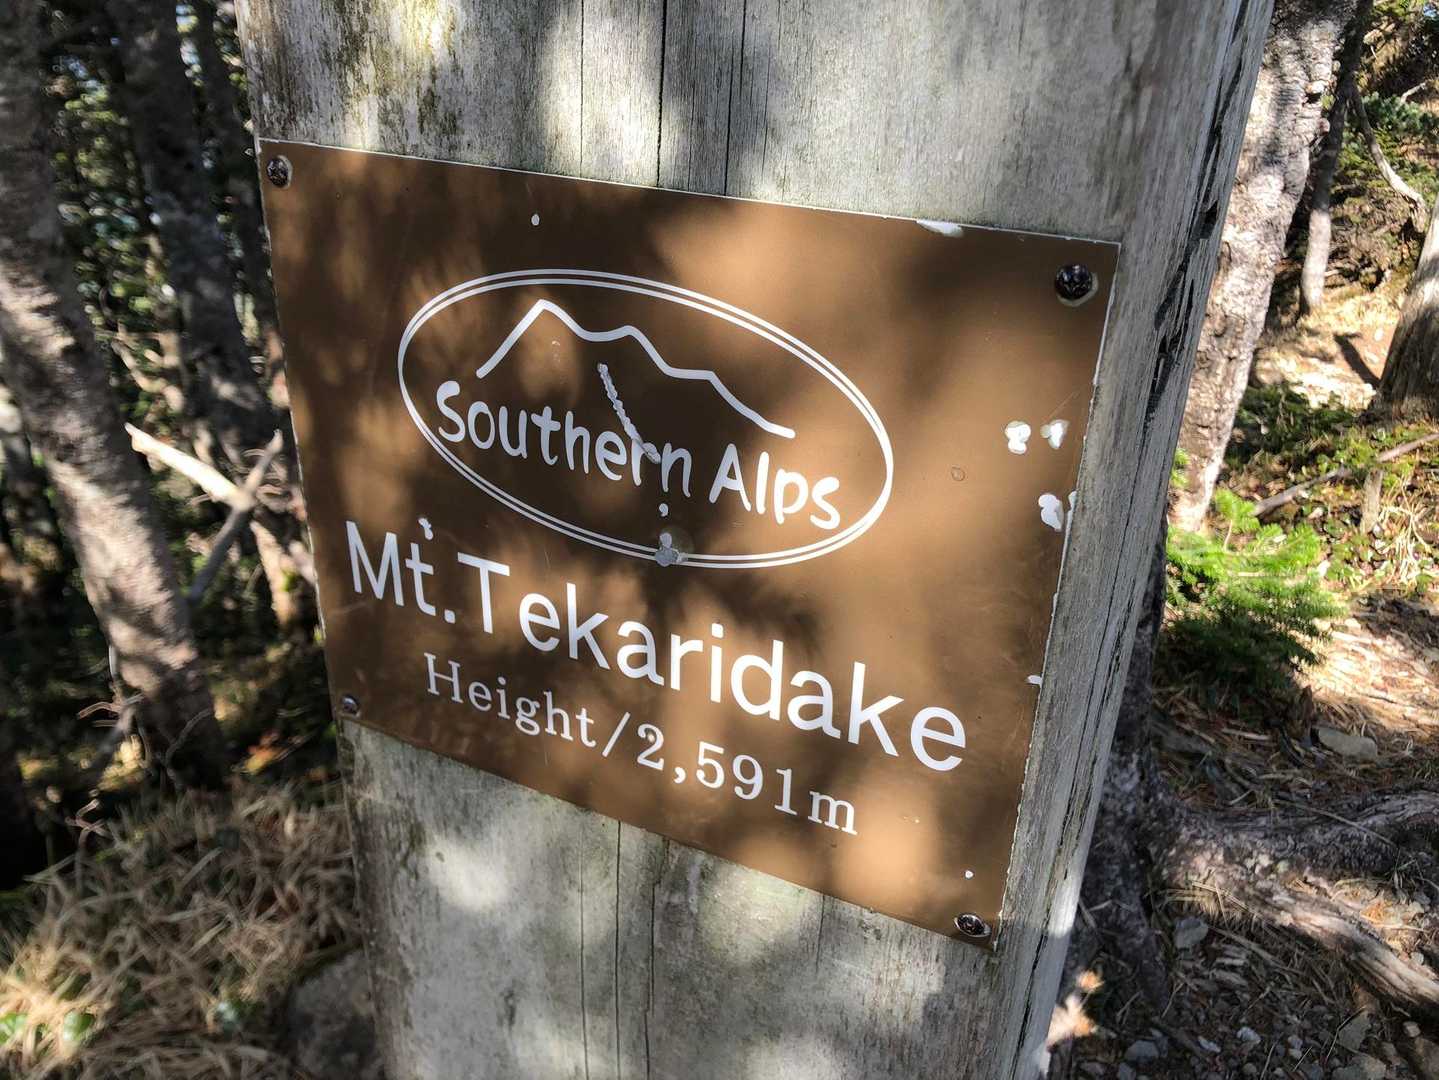 Southern Alps
Mt.Tekaridake
Height/2,591m